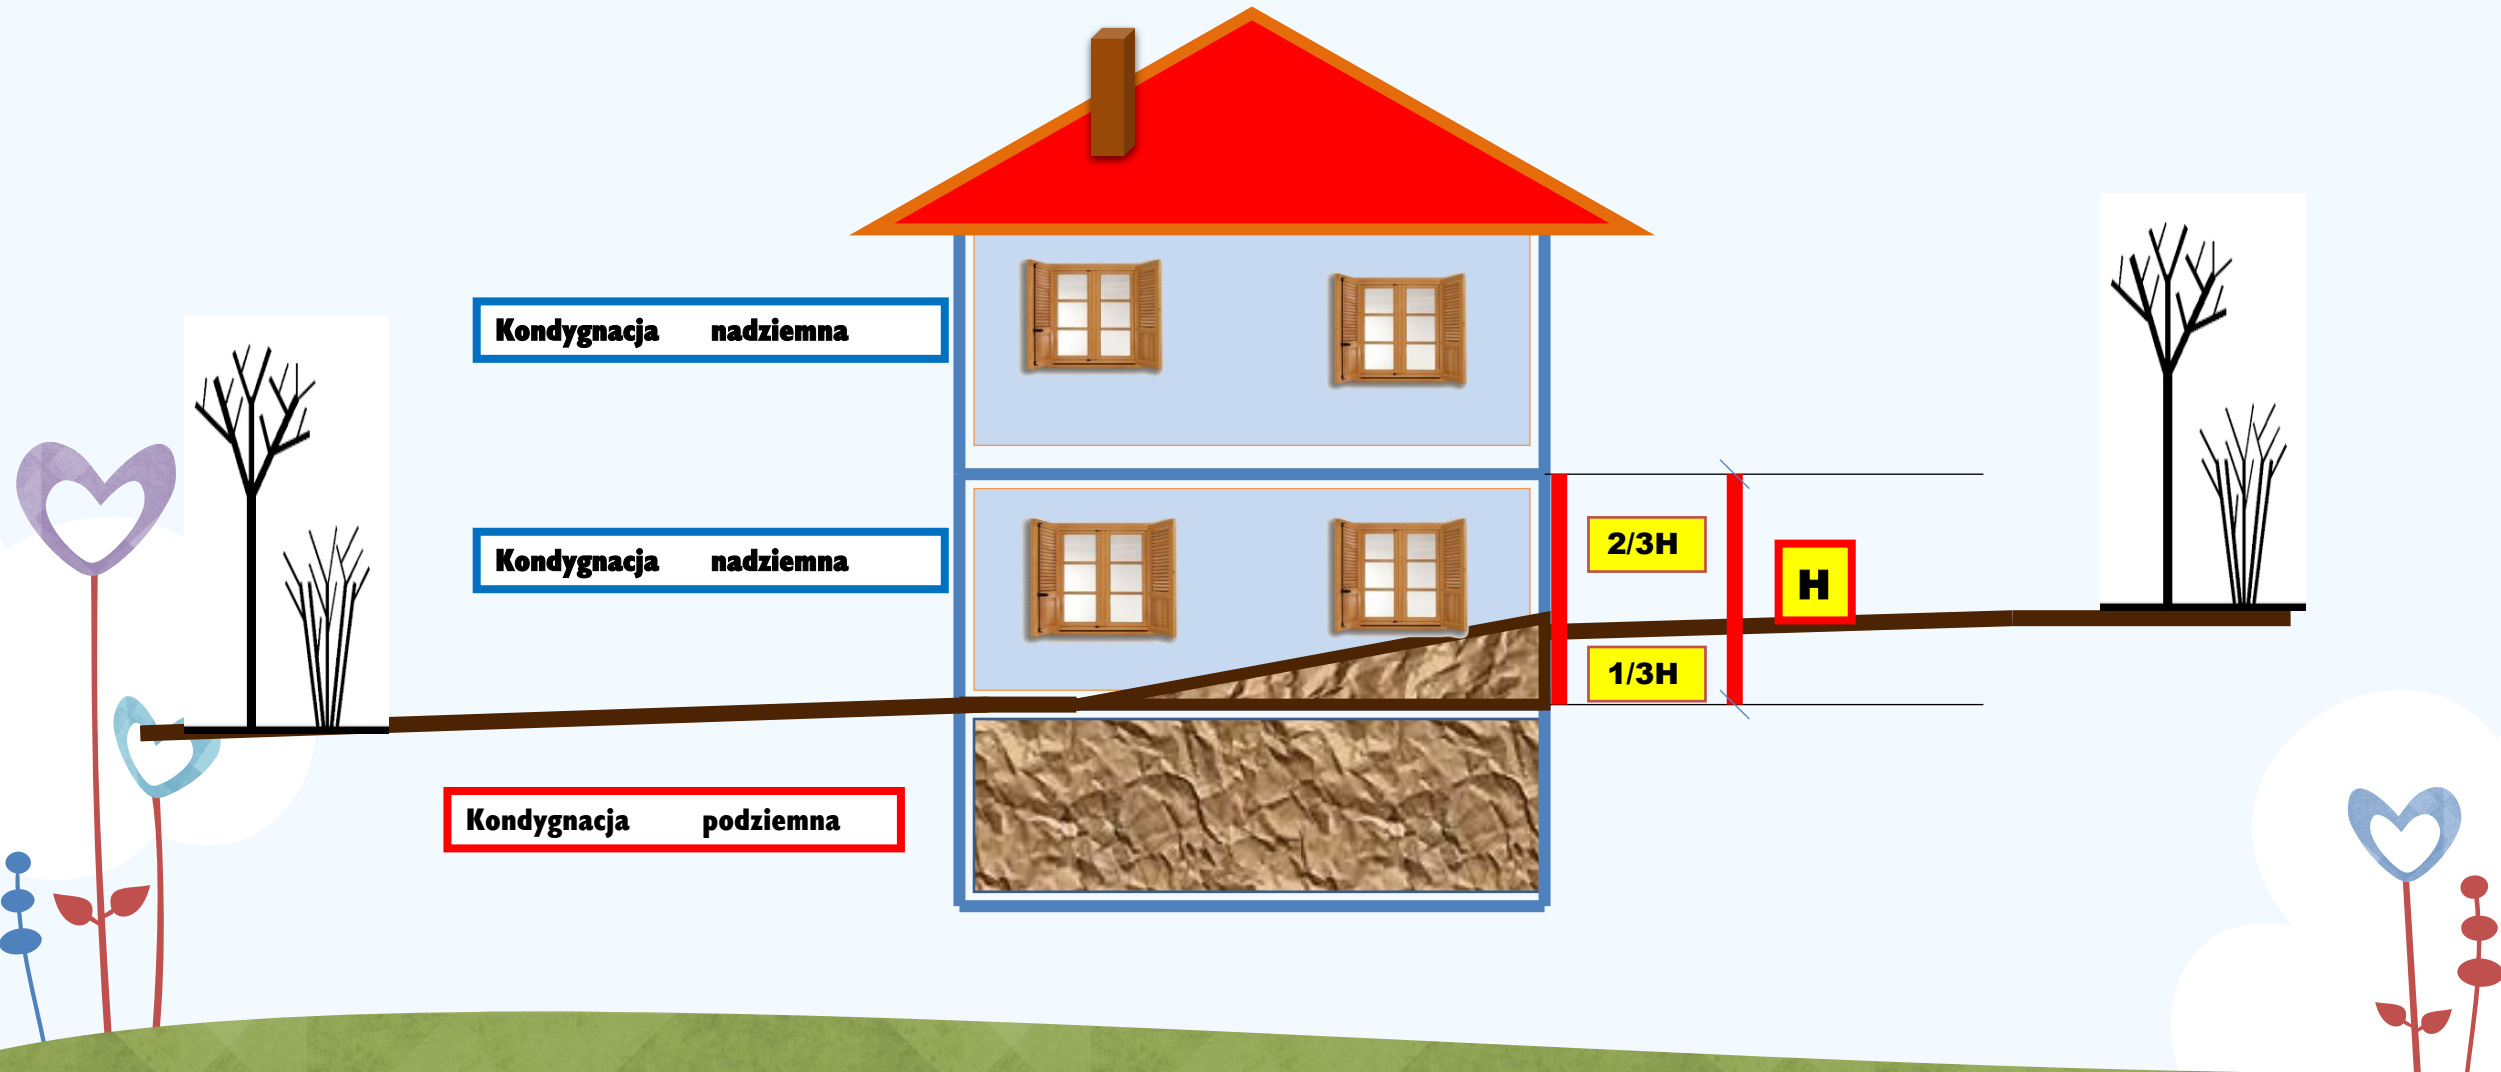 Kondygnacja nadziemna
Kondygnacja nadziemna
2/3H
H
1/3H
Kondygnacja podziemna